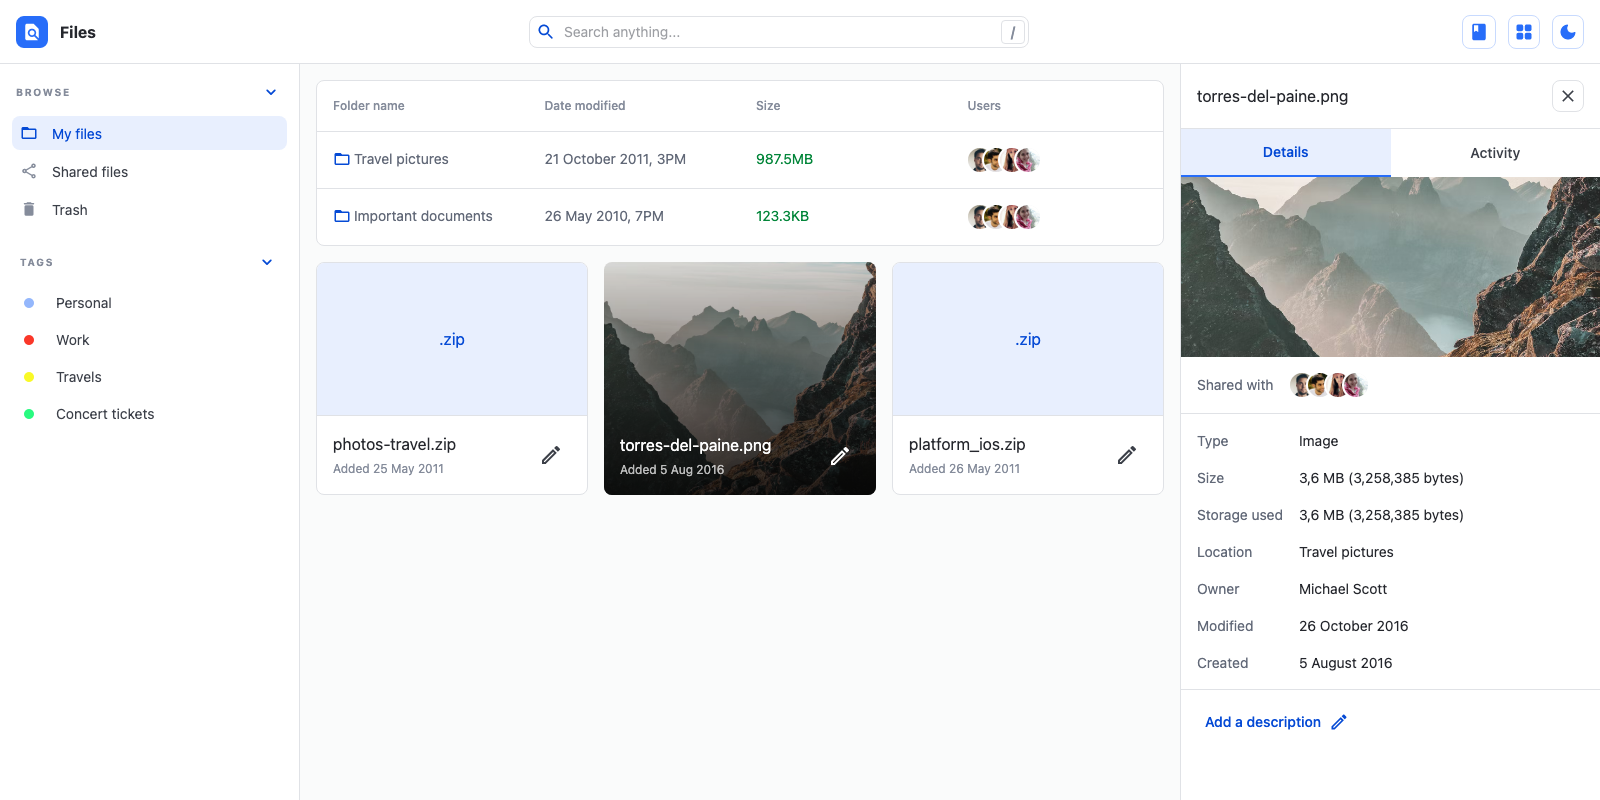 Files
Search anything...
/
BROWSE
My files
Shared files
Trash
TAGS
Personal
Work
Travels
Concert tickets
Folder name Date modified Size Users
Travel pictures 21 October 2011, 3PM 987.5MB
Important documents 26 May 2010, 7PM 123.3KB
.zip
photos-travel.zip
Added 25 May 2011
torres-del-paine.png
Added 5 Aug 2016
.zip
platform_ios.zip
Added 26 May 2011
torres-del-paine.png
Details Activity
Shared with
Type Image
Size 3,6 MB (3,258,385 bytes)
Storage used 3,6 MB (3,258,385 bytes)
Location Travel pictures
Owner Michael Scott
Modified 26 October 2016
Created 5 August 2016
Add a description